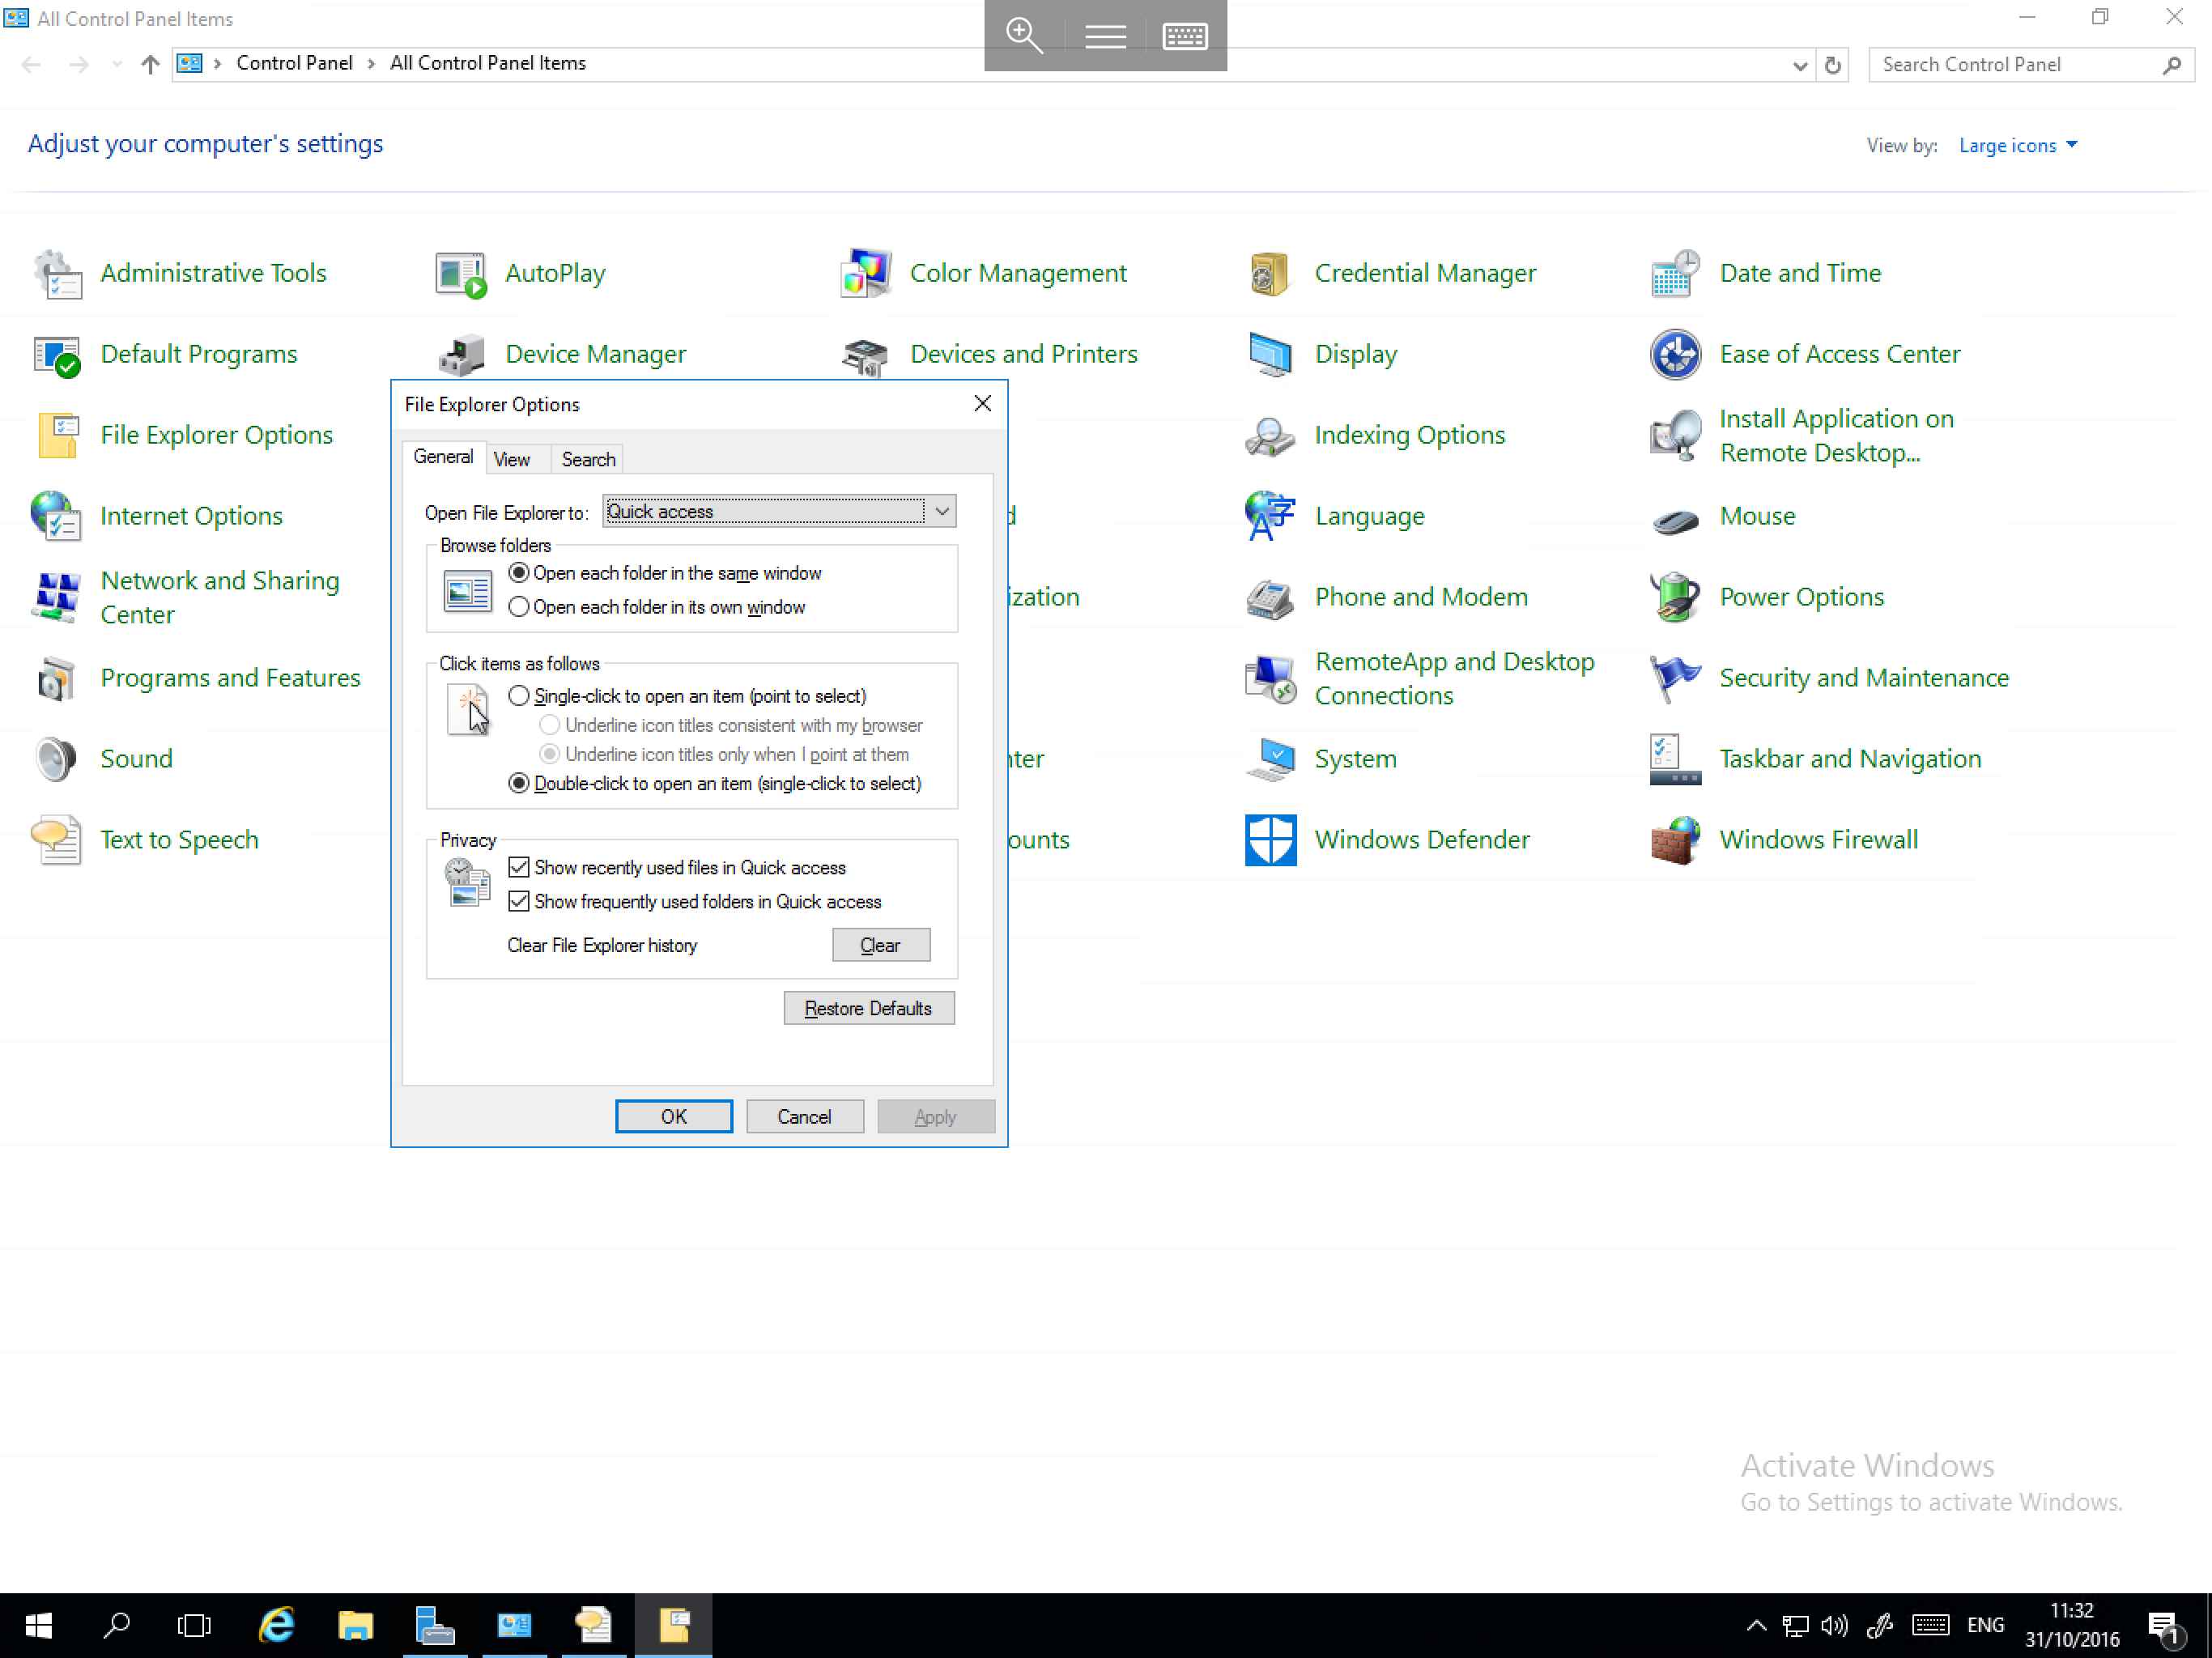 All Control Panel Items
Control Panel > All Control Panel Items
Search Control Panel
Adjust your computer's settings
View by: Large icons
Administrative Tools
AutoPlay
Color Management
Credential Manager
Date and Time
Default Programs
Device Manager
Devices and Printers
Display
Ease of Access Center
File Explorer Options
Indexing Options
Install Application on
Remote Desktop...
Internet Options
d
Language
Mouse
Network and Sharing
Center
ization
Phone and Modem
Power Options
Programs and Features
RemoteApp and Desktop
Connections
Security and Maintenance
Sound
nter
System
Taskbar and Navigation
Text to Speech
ounts
Windows Defender
Windows Firewall
File Explorer Options
General
View
Search
Open File Explorer to: Quick access
Browse folders
Open each folder in the same window
Open each folder in its own window
Click items as follows
Single-click to open an item (point to select)
Underline icon titles consistent with my browser
Underline icon titles only when I point at them
Double-click to open an item (single-click to select)
Privacy
Show recently used files in Quick access
Show frequently used folders in Quick access
Clear File Explorer history
Clear
Restore Defaults
OK
Cancel
Apply
Activate Windows
Go to Settings to activate Windows.
ENG
11:32
31/10/2016
1